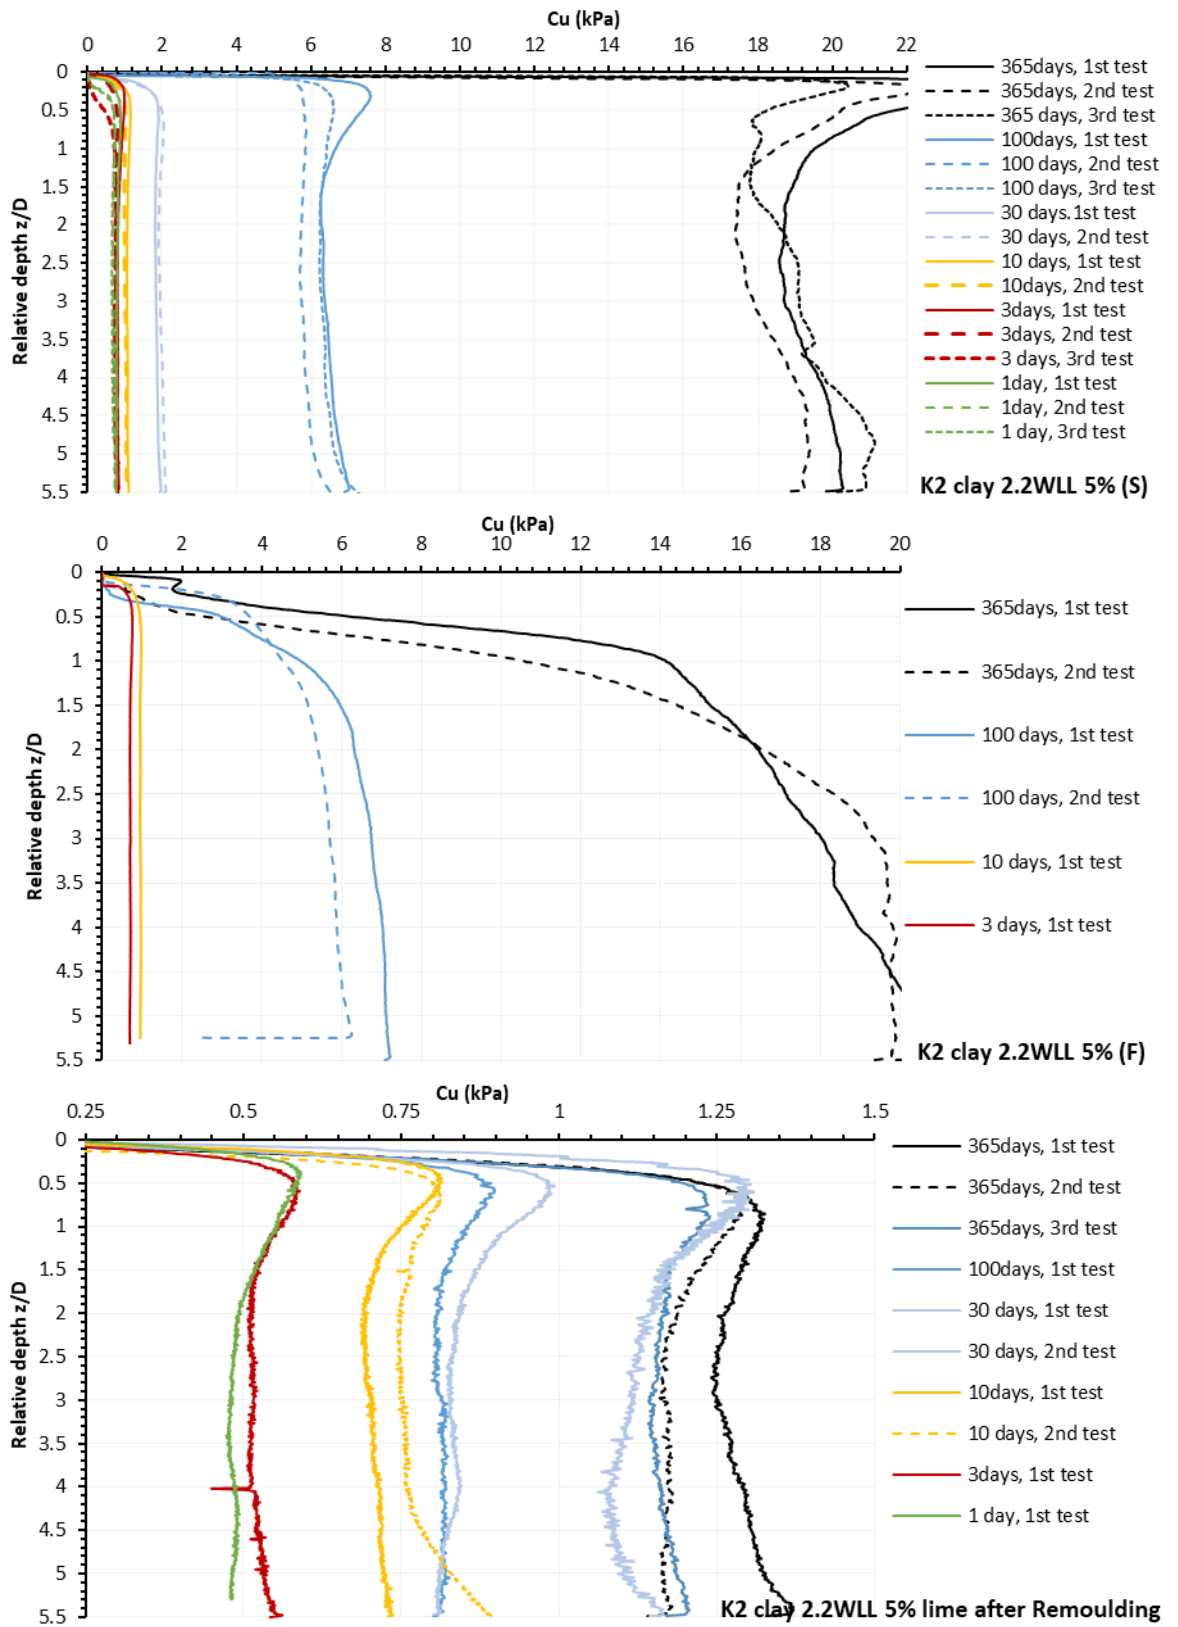 Cu (kPa)
0 2 4 6 8 10 12 14 16 18 20 22
0
0.5
1
1.5
2
2.5
3
3.5
4
4.5
5
5.5
Relative depth z/D
365days, 1st test
365days, 2nd test
365 days, 3rd test
100days, 1st test
100 days, 2nd test
100 days, 3rd test
30 days.1st test
30 days, 2nd test
10 days, 1st test
10days, 2nd test
3days, 1st test
3days, 2nd test
3 days, 3rd test
1day, 1st test
1day, 2nd test
1 day, 3rd test
K2 clay 2.2WLL 5% (S)
Cu (kPa)
0 2 4 6 8 10 12 14 16 18 20
0
0.5
1
1.5
2
2.5
3
3.5
4
4.5
5
5.5
Relative depth z/D
365days, 1st test
365days, 2nd test
100 days, 1st test
100 days, 2nd test
10 days, 1st test
3 days, 1st test
K2 clay 2.2WLL 5% (F)
Cu (kPa)
0.25 0.5 0.75 1 1.25 1.5
0
0.5
1
1.5
2
2.5
3
3.5
4
4.5
5
5.5
Relative depth z/D
365days, 1st test
365days, 2nd test
365days, 3rd test
100days, 1st test
30 days, 1st test
30 days, 2nd test
10days, 1st test
10 days, 2nd test
3days, 1st test
1 day, 1st test
K2 clay 2.2WLL 5% lime after Remoulding